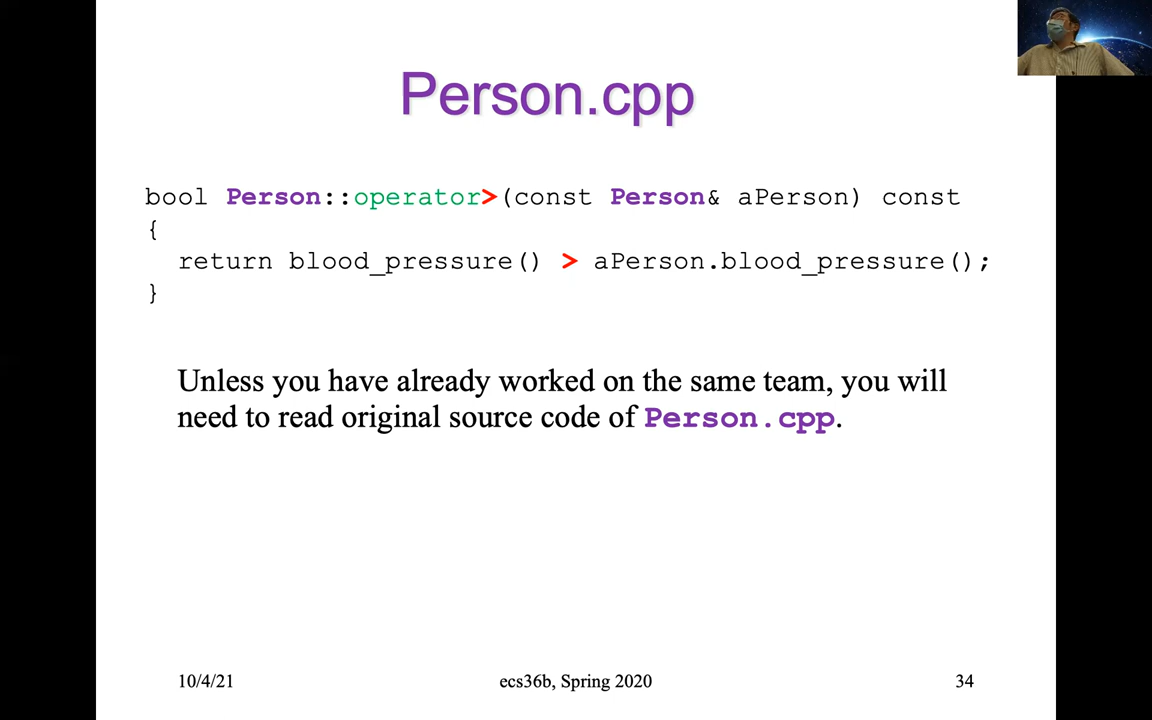 Person.cpp
bool Person::operator>(const Person& aPerson) const
{
return blood_pressure() > aPerson.blood_pressure();
}
Unless you have already worked on the same team, you will
need to read original source code of Person.cpp.
10/4/21 ecs36b, Spring 2020 34